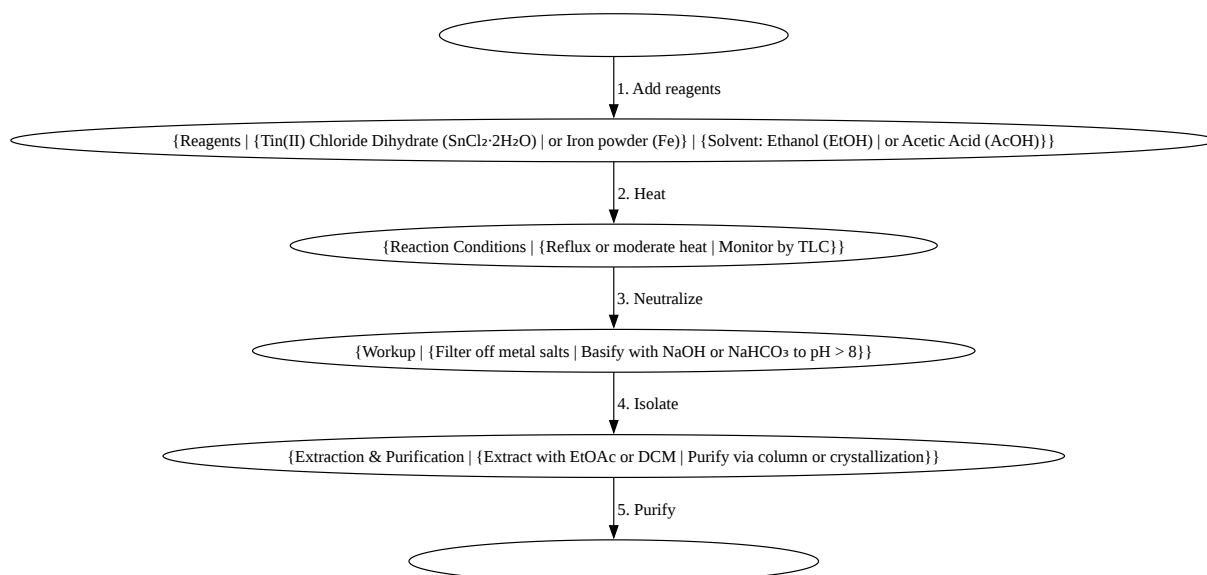 1. Add reagents
{Reagents | {Tin(II) Chloride Dihydrate (SnCl₂·2H₂O) | or Iron powder (Fe)} | {Solvent: Ethanol (EtOH) | or Acetic Acid (AcOH)}}
2. Heat
{Reaction Conditions | {Reflux or moderate heat | Monitor by TLC}}
3. Neutralize
{Workup | {Filter off metal salts | Basify with NaOH or NaHCO₃ to pH > 8}}
4. Isolate
{Extraction & Purification | {Extract with EtOAc or DCM | Purify via column or crystallization}}
5. Purify